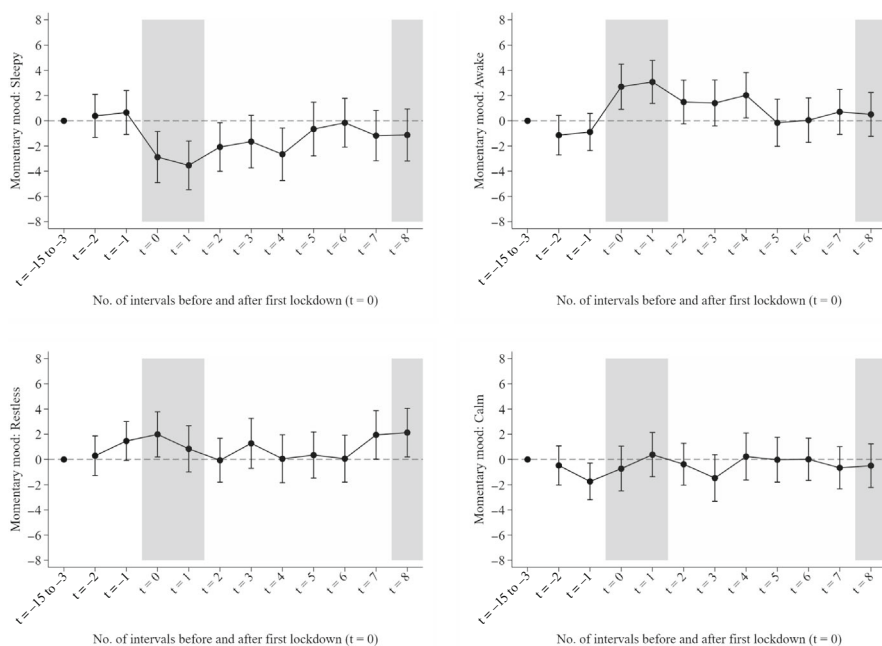 Momentary mood: Sleepy
8
6
4
2
0
−2
−4
−6
−8
t = −15 to −3
t = −2
t = −1
t = 0
t = 1
t = 2
t = 3
t = 4
t = 5
t = 6
t = 7
t = 8
No. of intervals before and after first lockdown (t = 0)
Momentary mood: Awake
8
6
4
2
0
−2
−4
−6
−8
t = −15 to −3
t = −2
t = −1
t = 0
t = 1
t = 2
t = 3
t = 4
t = 5
t = 6
t = 7
t = 8
No. of intervals before and after first lockdown (t = 0)
Momentary mood: Restless
8
6
4
2
0
−2
−4
−6
−8
t = −15 to −3
t = −2
t = −1
t = 0
t = 1
t = 2
t = 3
t = 4
t = 5
t = 6
t = 7
t = 8
No. of intervals before and after first lockdown (t = 0)
Momentary mood: Calm
8
6
4
2
0
−2
−4
−6
−8
t = −15 to −3
t = −2
t = −1
t = 0
t = 1
t = 2
t = 3
t = 4
t = 5
t = 6
t = 7
t = 8
No. of intervals before and after first lockdown (t = 0)